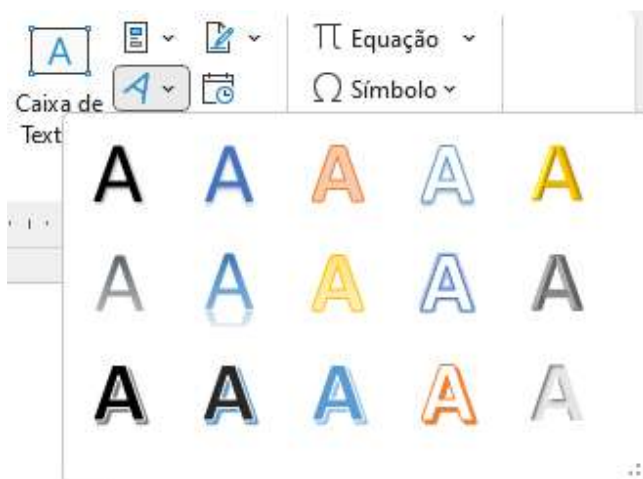 A
Equação
Caixa de
Text
A
Ω Símbolo
A A A A A
A A A A A
A A A A A